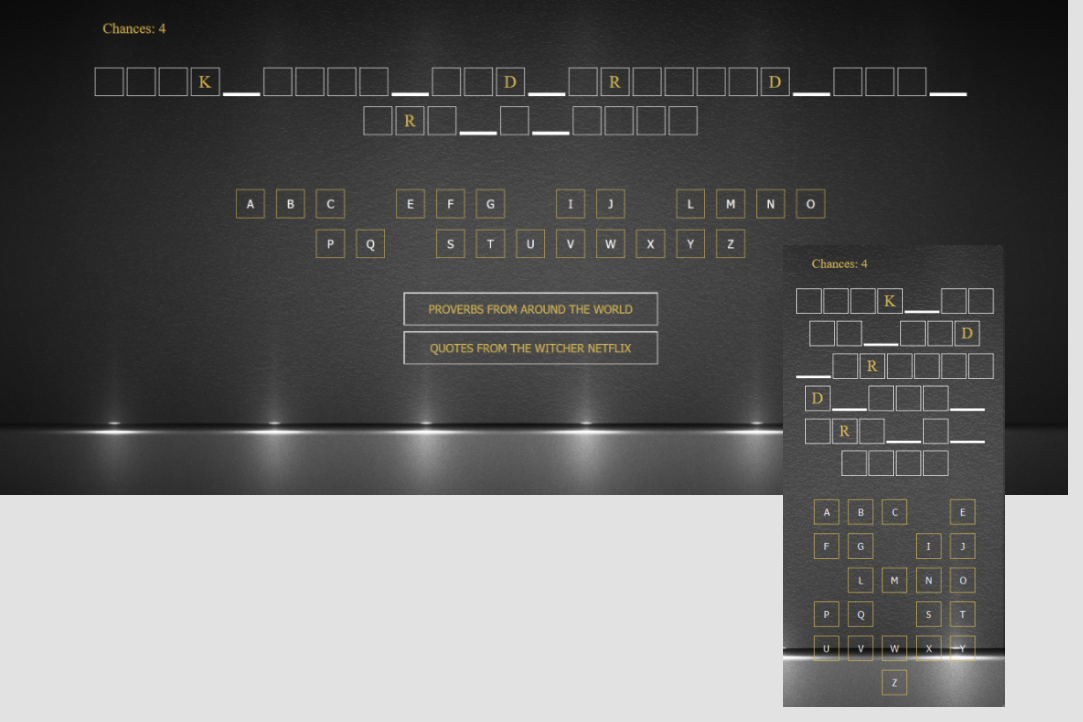 Chances: 4
K D R D
R
A B C E F G I J L M N O
P Q S T U V W X Y Z
PROVERBS FROM AROUND THE WORLD
QUOTES FROM THE WITCHER NETFLIX
Chances: 4
K
D
R
D
R
A B C E
F G I J
L M N O
P Q S T
U V W X Y
Z